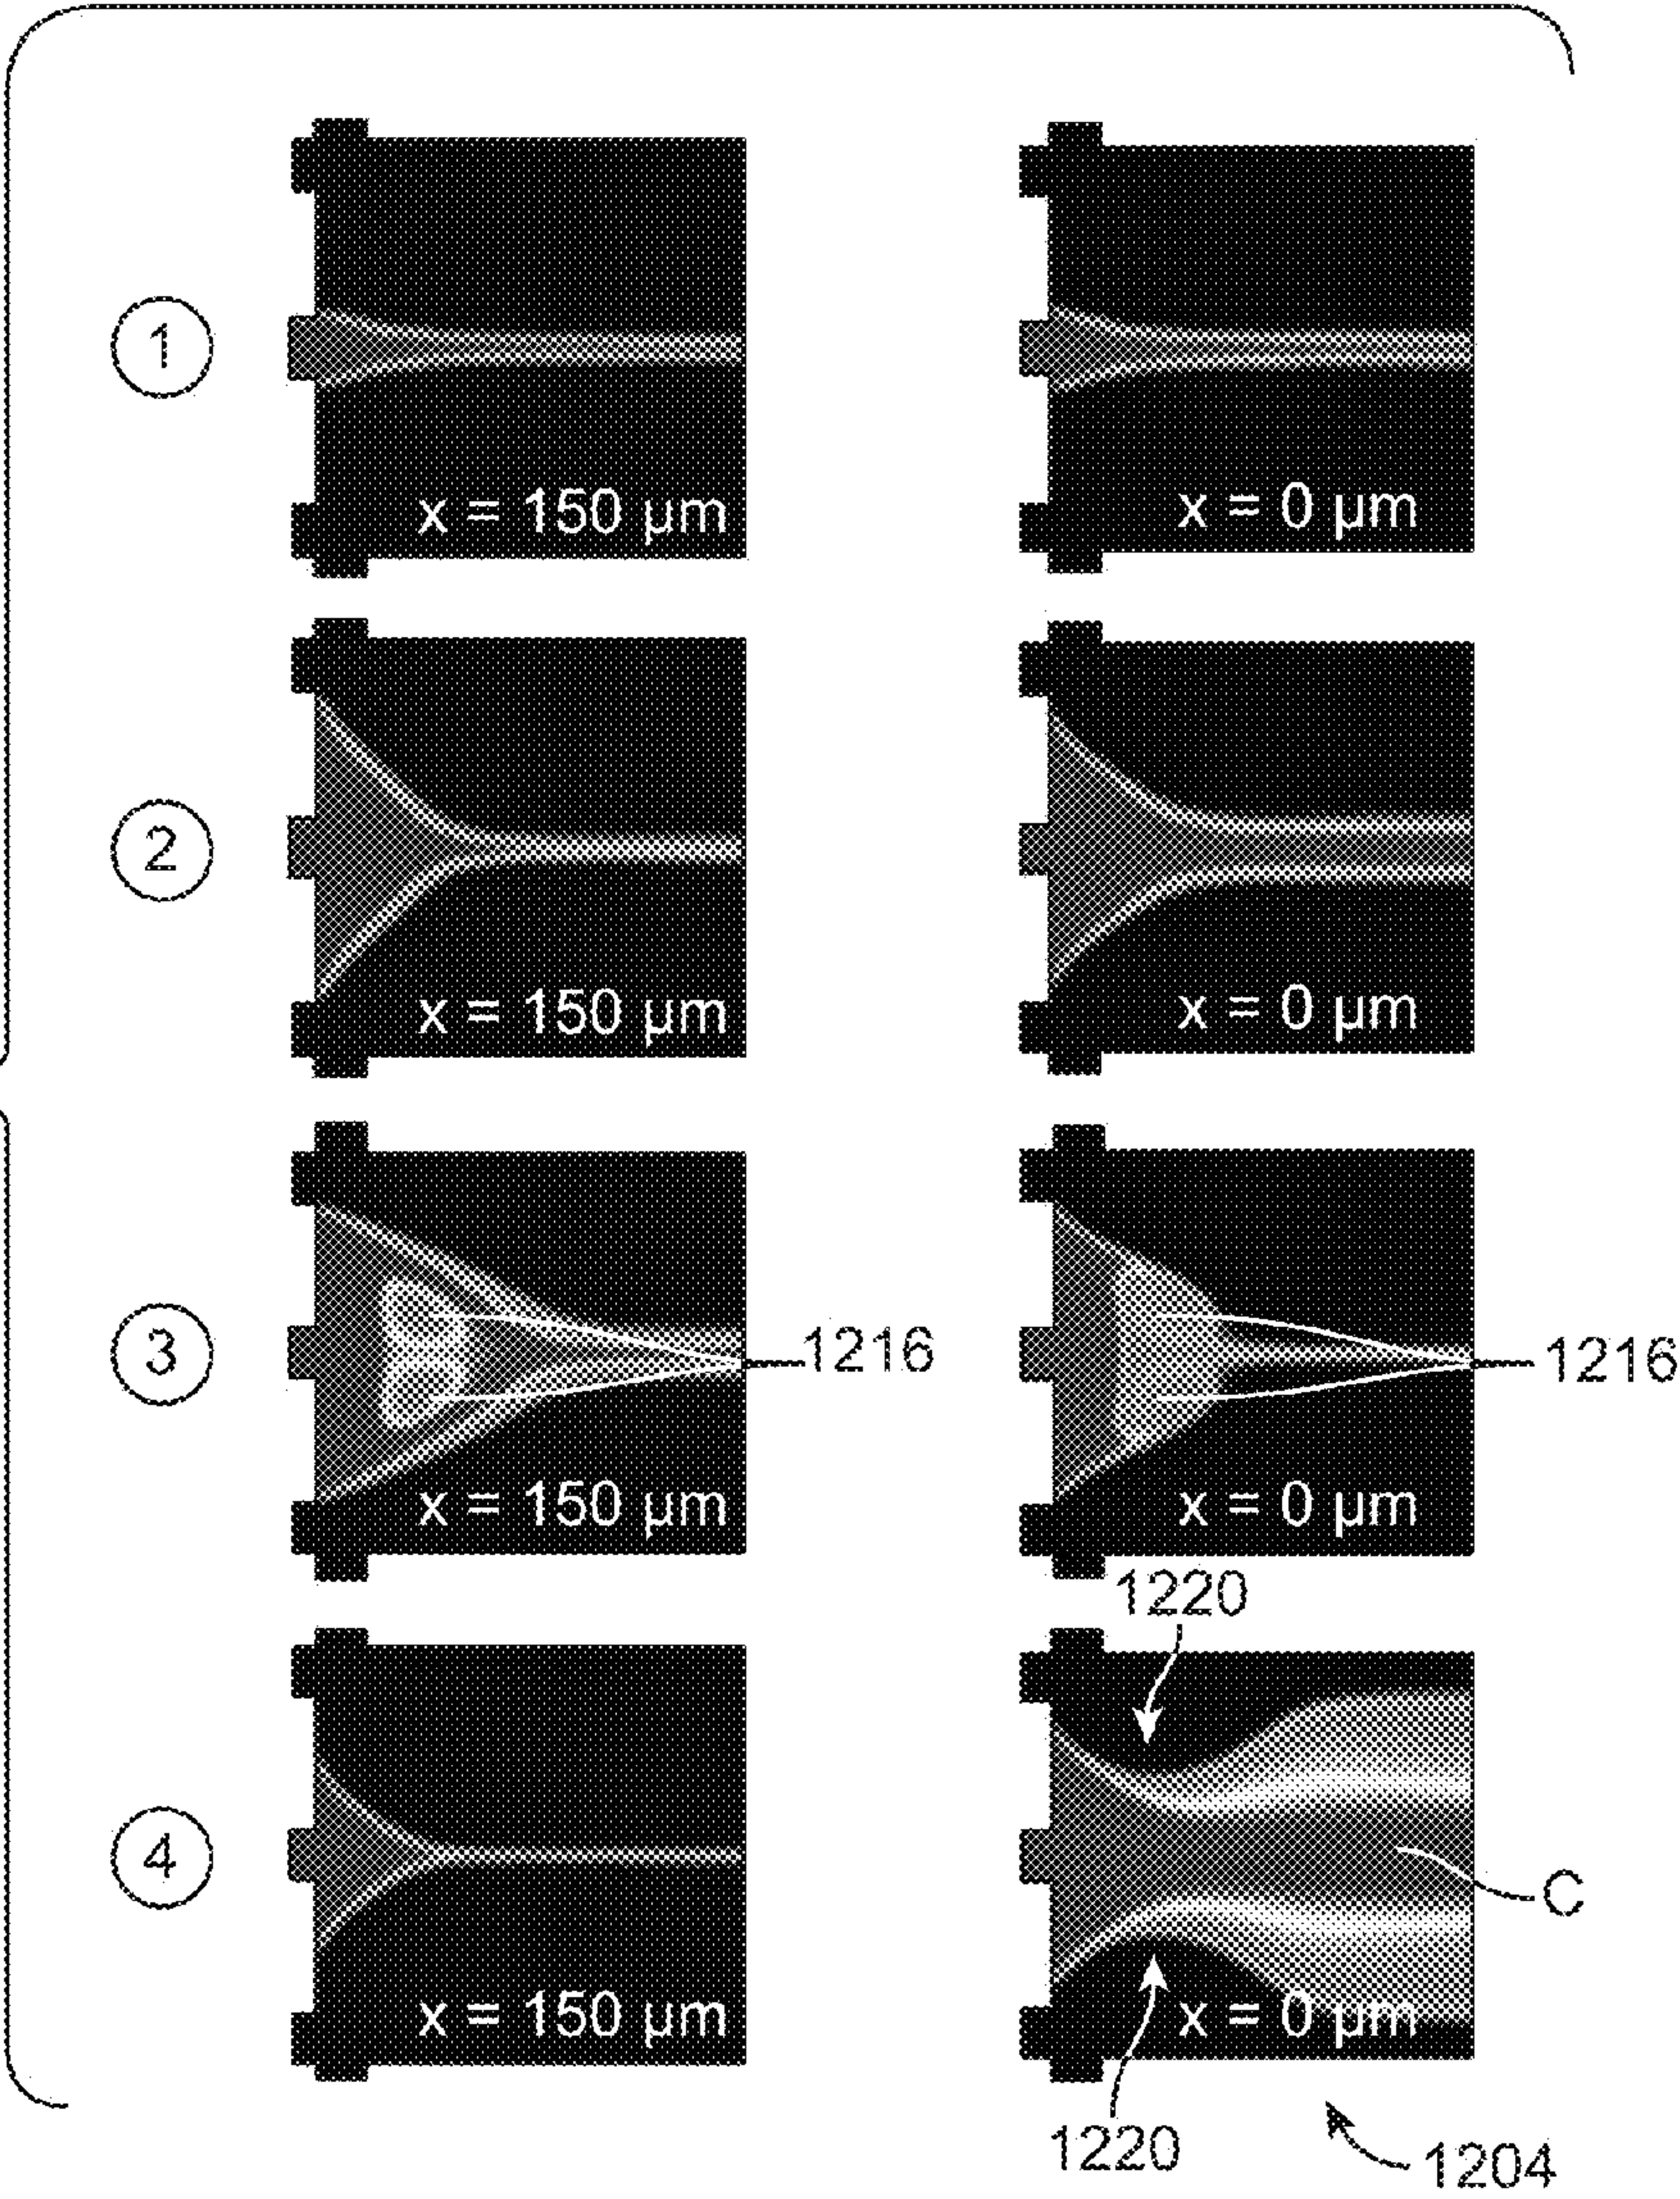 1
x = 150 µm
x = 0 µm
2
x = 150 µm
x = 0 µm
3
1216
1216
x = 150 µm
x = 0 µm
1220
4
C
x = 150 µm
x = 0 µm
1220
1204